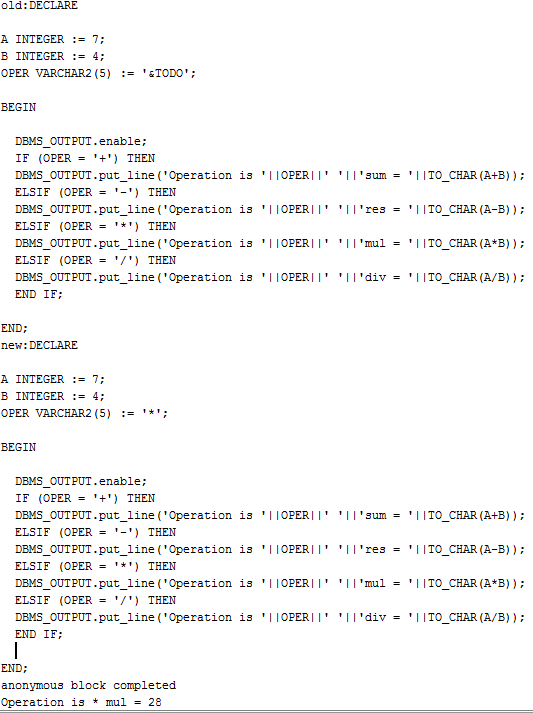 old:DECLARE
A INTEGER := 7;
B INTEGER := 4;
OPER VARCHAR2(5) := '&TODO';
BEGIN
DBMS_OUTPUT.enable;
IF (OPER = '+') THEN
DBMS_OUTPUT.put_line('Operation is '||OPER||' '||'sum = '||TO_CHAR(A+B));
ELSIF (OPER = '-') THEN
DBMS_OUTPUT.put_line('Operation is '||OPER||' '||'res = '||TO_CHAR(A-B));
ELSIF (OPER = '*') THEN
DBMS_OUTPUT.put_line('Operation is '||OPER||' '||'mul = '||TO_CHAR(A*B));
ELSIF (OPER = '/') THEN
DBMS_OUTPUT.put_line('Operation is '||OPER||' '||'div = '||TO_CHAR(A/B));
END IF;
END;
new:DECLARE
A INTEGER := 7;
B INTEGER := 4;
OPER VARCHAR2(5) := '*';
BEGIN
DBMS_OUTPUT.enable;
IF (OPER = '+') THEN
DBMS_OUTPUT.put_line('Operation is '||OPER||' '||'sum = '||TO_CHAR(A+B));
ELSIF (OPER = '-') THEN
DBMS_OUTPUT.put_line('Operation is '||OPER||' '||'res = '||TO_CHAR(A-B));
ELSIF (OPER = '*') THEN
DBMS_OUTPUT.put_line('Operation is '||OPER||' '||'mul = '||TO_CHAR(A*B));
ELSIF (OPER = '/') THEN
DBMS_OUTPUT.put_line('Operation is '||OPER||' '||'div = '||TO_CHAR(A/B));
END IF;
END;
anonymous block completed
Operation is * mul = 28